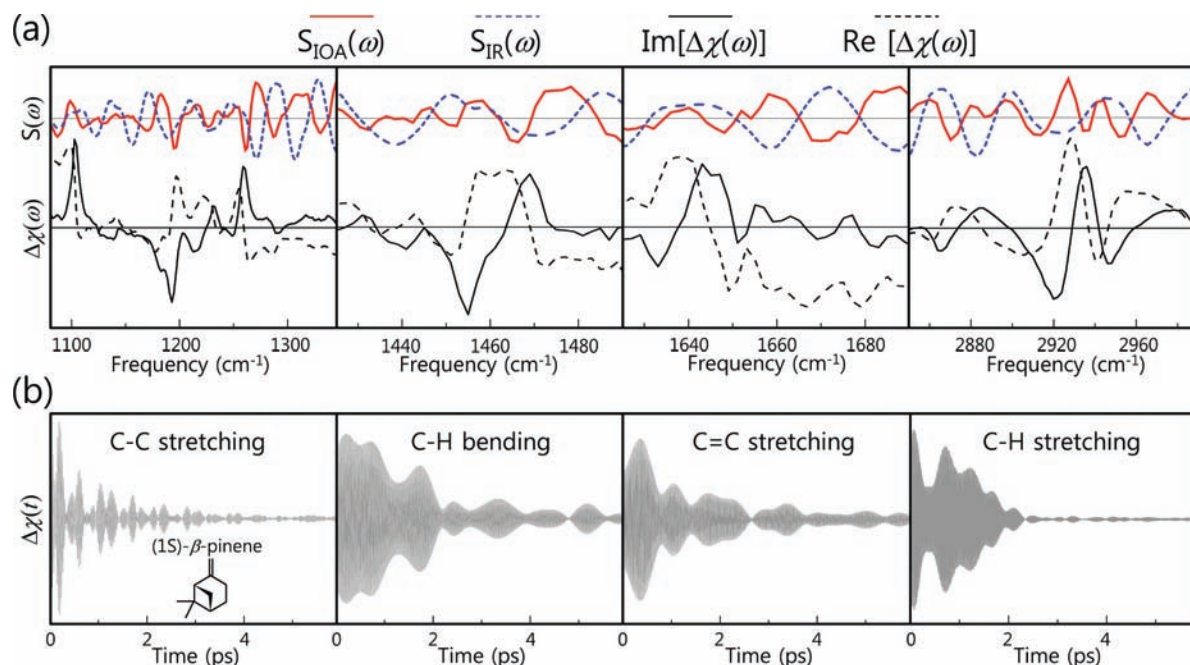 (a)
S_IOA(ω) S_IR(ω) Im[Δχ(ω)] Re [Δχ(ω)]
S(ω)
Δχ(ω)
1100 1200 1300 1440 1460 1480 1640 1660 1680 2880 2920 2960
Frequency (cm⁻¹) Frequency (cm⁻¹) Frequency (cm⁻¹) Frequency (cm⁻¹)
(b)
C-C stretching C-H bending C=C stretching C-H stretching
Δχ(t)
(1S)-β-pinene
0 2 4 0 2 4 0 2 4 0 2 4
Time (ps) Time (ps) Time (ps) Time (ps)